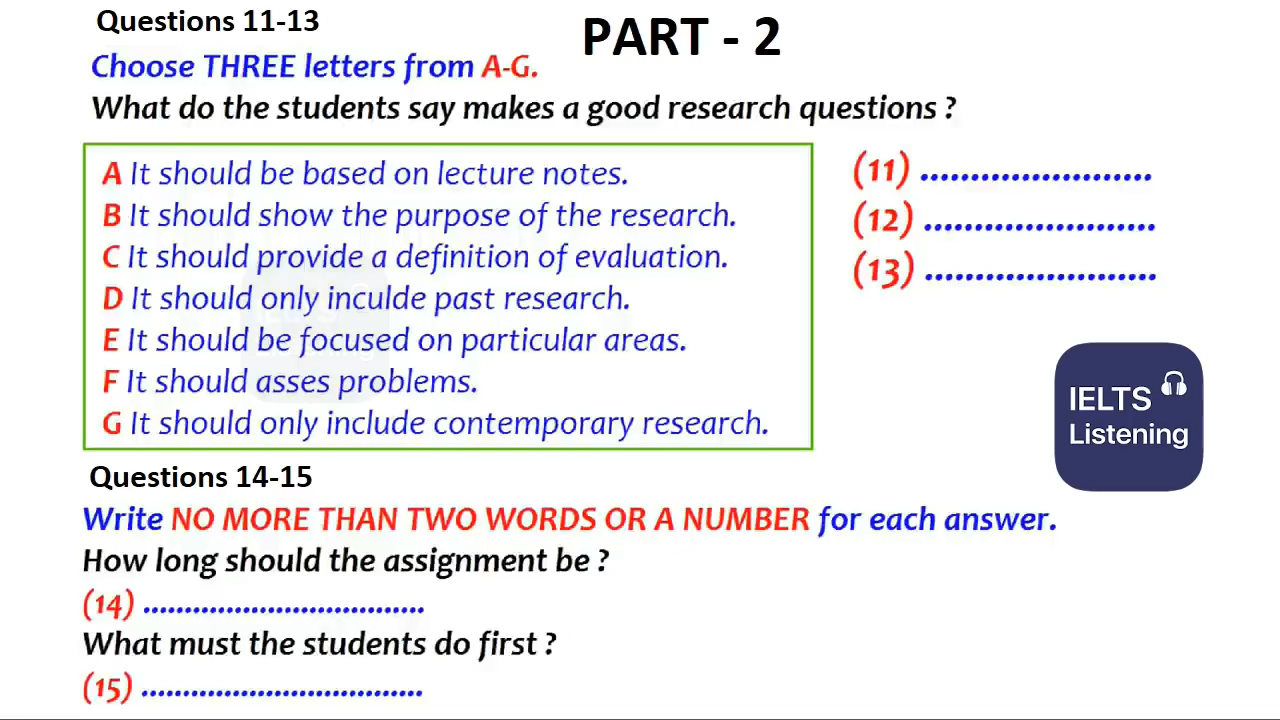 Questions 11-13
PART - 2
Choose THREE letters from A-G.
What do the students say makes a good research questions ?
A It should be based on lecture notes.
B It should show the purpose of the research.
C It should provide a definition of evaluation.
D It should only inculde past research.
E It should be focused on particular areas.
F It should asses problems.
G It should only include contemporary research.
(11) .......................
(12) .......................
(13) .......................
IELTS
Listening
Questions 14-15
Write NO MORE THAN TWO WORDS OR A NUMBER for each answer.
How long should the assignment be ?
(14) ..................................
What must the students do first ?
(15) ..................................